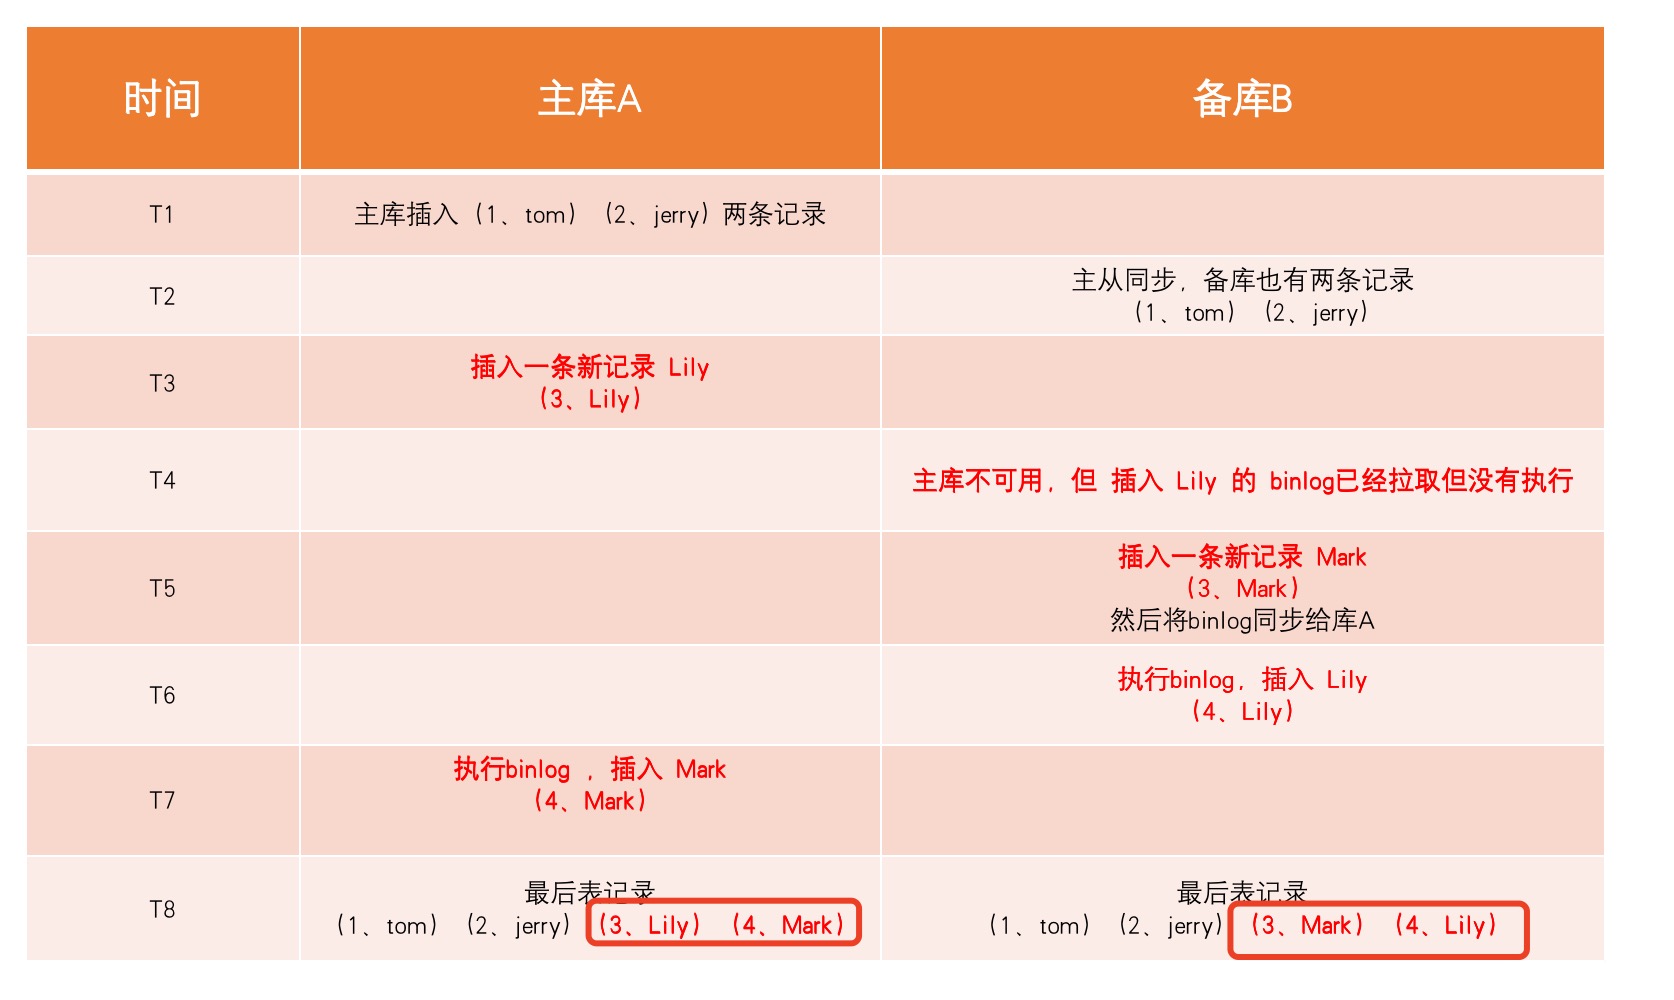 时间 主库A 备库B
T1 主库插入（1、tom）（2、jerry）两条记录
T2 主从同步，备库也有两条记录
（1、tom）（2、jerry）
T3 插入一条新记录 Lily
（3、Lily）
T4 主库不可用，但 插入 Lily 的 binlog已经拉取但没有执行
T5 插入一条新记录 Mark
（3、Mark）
然后将binlog同步给库A
T6 执行binlog，插入 Lily
（4、Lily）
T7 执行binlog ，插入 Mark
（4、Mark）
T8 最后表记录
（1、tom）（2、jerry）（3、Lily）（4、Mark）
最后表记录
（1、tom）（2、jerry）（3、Mark）（4、Lily）